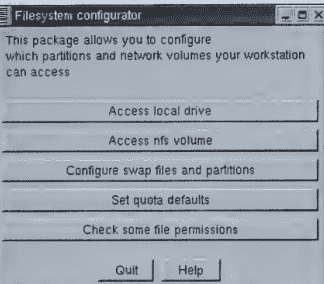 Filesystem configurator
This package allows you to configure
which partitions and network volumes your workstation
can access
Access local drive
Access nfs volume
Configure swap files and partitions
Set quota defaults
Check some file permissions
Quit
Help